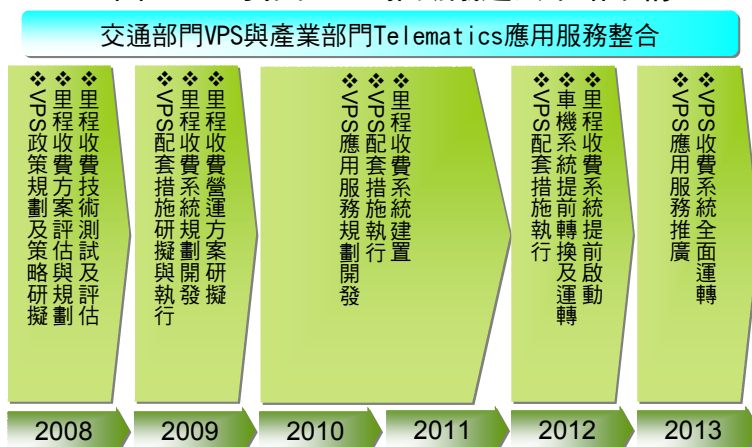 交通部門VPS與產業部門Telematics應用服務整合
❖里程收費技術測試及評估
❖里程收費方案評估與規劃
❖VPS政策規劃及策略研擬
❖里程收費營運方案研擬
❖里程收費系統規劃開發
❖VPS配套措施研擬與執行
❖里程收費系統建置
❖VPS配套措施執行
❖VPS應用服務規劃開發
❖里程收費系統提前啟動
❖車機系統提前轉換及運轉
❖VPS配套措施執行
❖VPS收費系統全面運轉
❖VPS應用服務推廣
2008
2009
2010
2011
2012
2013